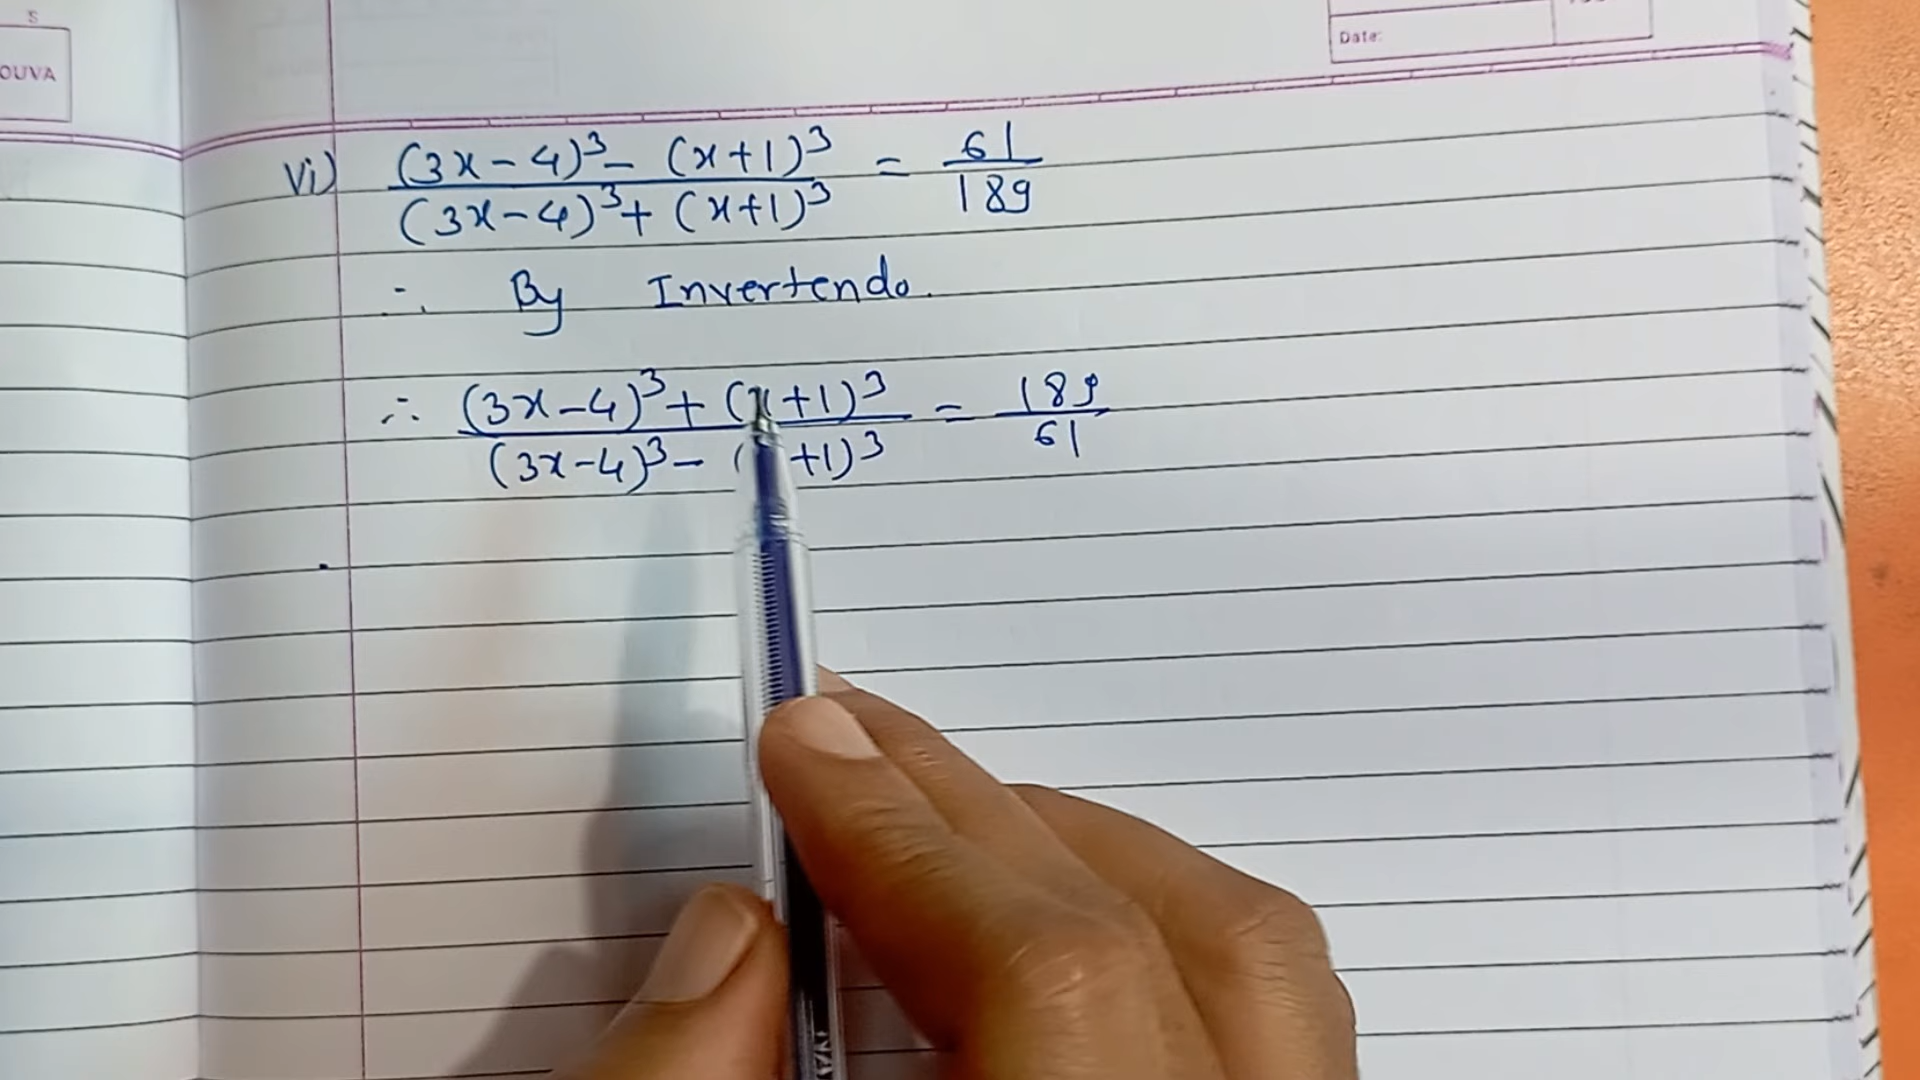 S
OUVA
Date:
vi) (3x-4)³- (x+1)³ / (3x-4)³+ (x+1)³ = 61/189
∴ By Invertendo.
∴ (3x-4)³+ (x+1)³ / (3x-4)³- ( +1)³ = 189/61